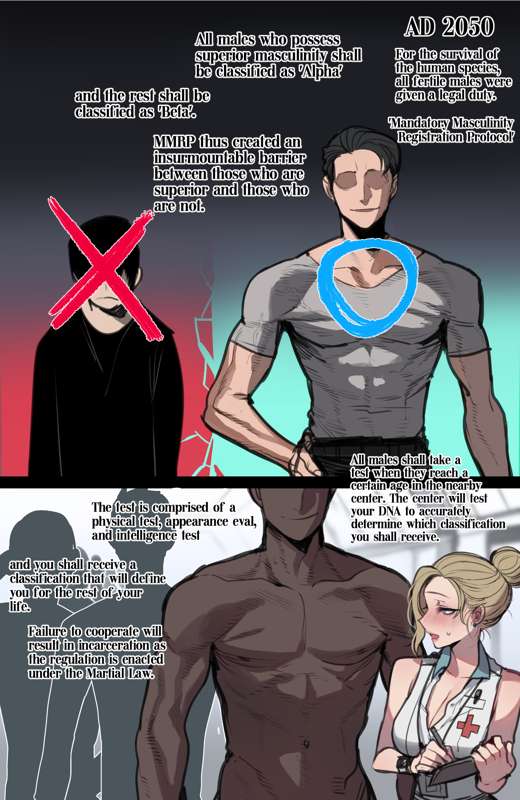 AD 2050
For the survival of
the human species,
all fertile males were
given a legal duty.
'Mandatory Masculinity
Registration Protocol'
All males who possess
superior masculinity shall
be classified as 'Alpha'
and the rest shall be
classified as 'Beta'.
MMRP thus created an
insurmountable barrier
between those who are
superior and those who
are not.
All males shall take a
test when they reach a
certain age in the nearby
center. The center will test
your DNA to accurately
determine which classification
you shall receive.
The test is comprised of a
physical test, appearance eval,
and intelligence test
and you shall receive a
classification that will define
you for the rest of your
life.
Failure to cooperate will
result in incarceration as
the regulation is enacted
under the Martial Law.